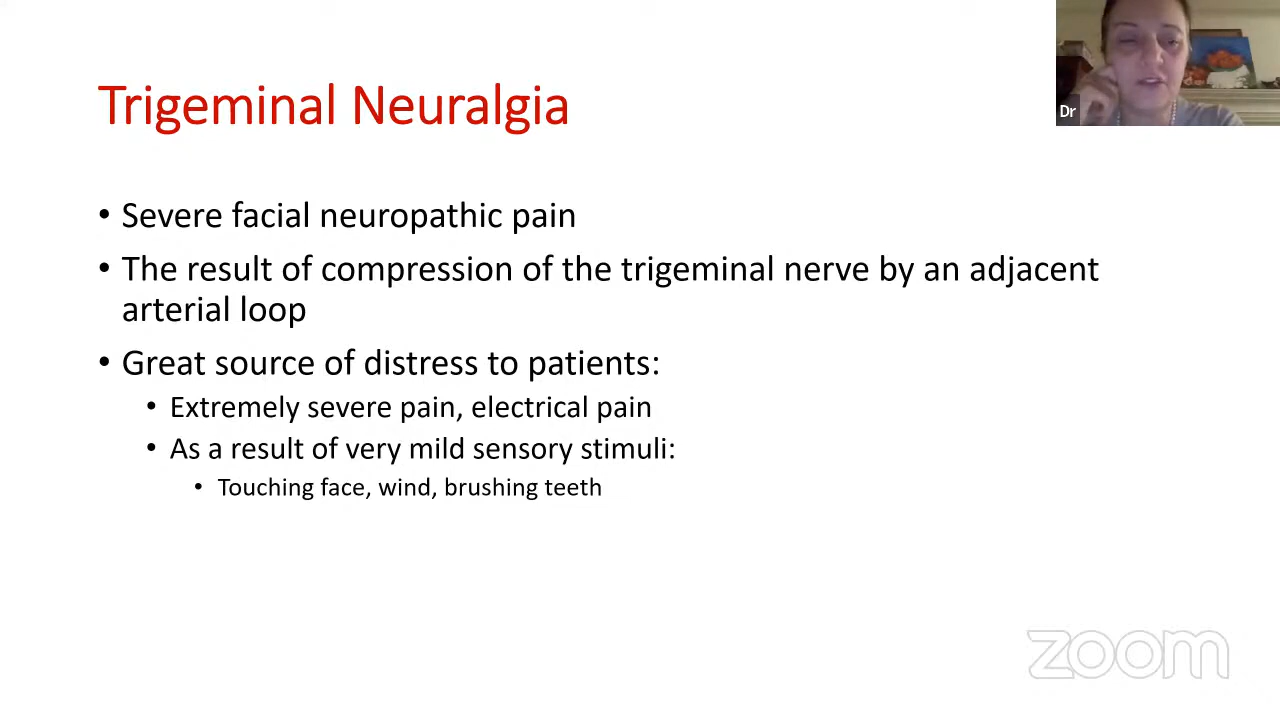 Trigeminal Neuralgia
Dr
• Severe facial neuropathic pain
• The result of compression of the trigeminal nerve by an adjacent
arterial loop
• Great source of distress to patients:
• Extremely severe pain, electrical pain
• As a result of very mild sensory stimuli:
• Touching face, wind, brushing teeth
zoom